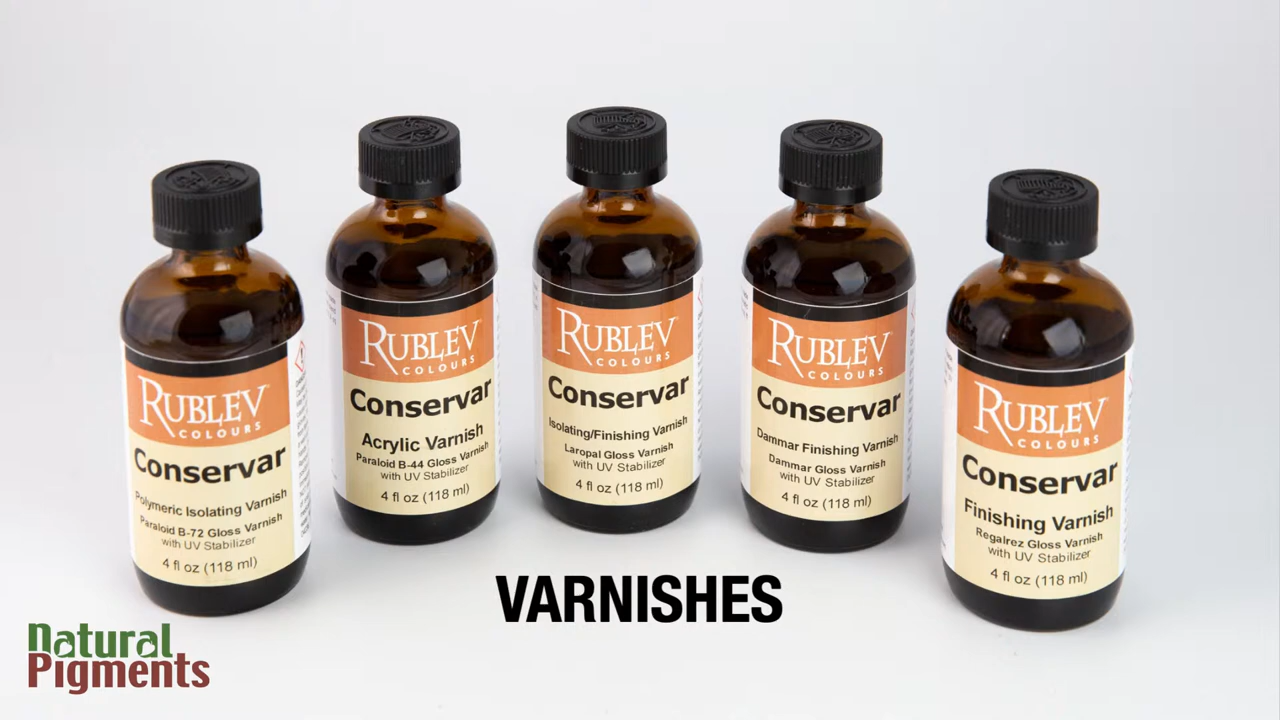 RUBLEV
COLOURS
Conservar
Polymeric Isolating Varnish
Paraloid B-72 Gloss Varnish
with UV Stabilizer
4 fl oz (118 ml)
RUBLEV
COLOURS
Conservar
Acrylic Varnish
Paraloid B-44 Gloss Varnish
with UV Stabilizer
4 fl oz (118 ml)
RUBLEV
COLOURS
Conservar
Isolating/Finishing Varnish
Laropal Gloss Varnish
with UV Stabilizer
4 fl oz (118 ml)
RUBLEV
COLOURS
Conservar
Dammar Finishing Varnish
Dammar Gloss Varnish
with UV Stabilizer
4 fl oz (118 ml)
RUBLEV
COLOURS
Conservar
Finishing Varnish
Regalrez Gloss Varnish
with UV Stabilizer
4 fl oz (118 ml)
VARNISHES
Natural
Pigments